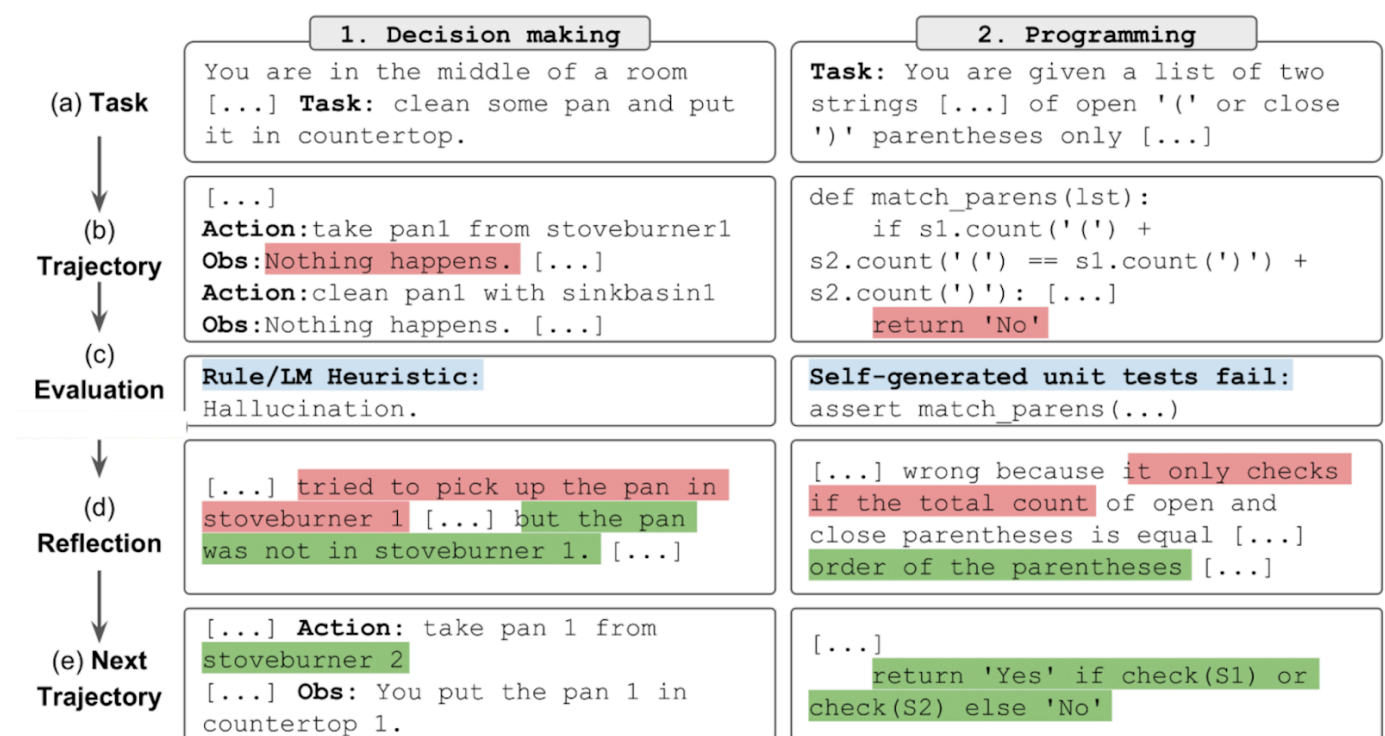 1. Decision making
2. Programming
(a) Task
You are in the middle of a room
[...] Task: clean some pan and put
it in countertop.
Task: You are given a list of two
strings [...] of open '(' or close
')' parentheses only [...]
(b)
Trajectory
[...]
Action:take pan1 from stoveburner1
Obs:Nothing happens. [...]
Action:clean pan1 with sinkbasin1
Obs:Nothing happens. [...]
def match_parens(lst):
if s1.count('(') +
s2.count('(') == s1.count(')') +
s2.count(')'): [...]
return 'No'
(c)
Evaluation
Rule/LM Heuristic:
Hallucination.
Self-generated unit tests fail:
assert match_parens(...)
(d)
Reflection
[...] tried to pick up the pan in
stoveburner 1 [...] but the pan
was not in stoveburner 1. [...]
[...] wrong because it only checks
if the total count of open and
close parentheses is equal [...]
order of the parentheses [...]
(e) Next
Trajectory
[...] Action: take pan 1 from
stoveburner 2
[...] Obs: You put the pan 1 in
countertop 1.
[...]
return 'Yes' if check(S1) or
check(S2) else 'No'